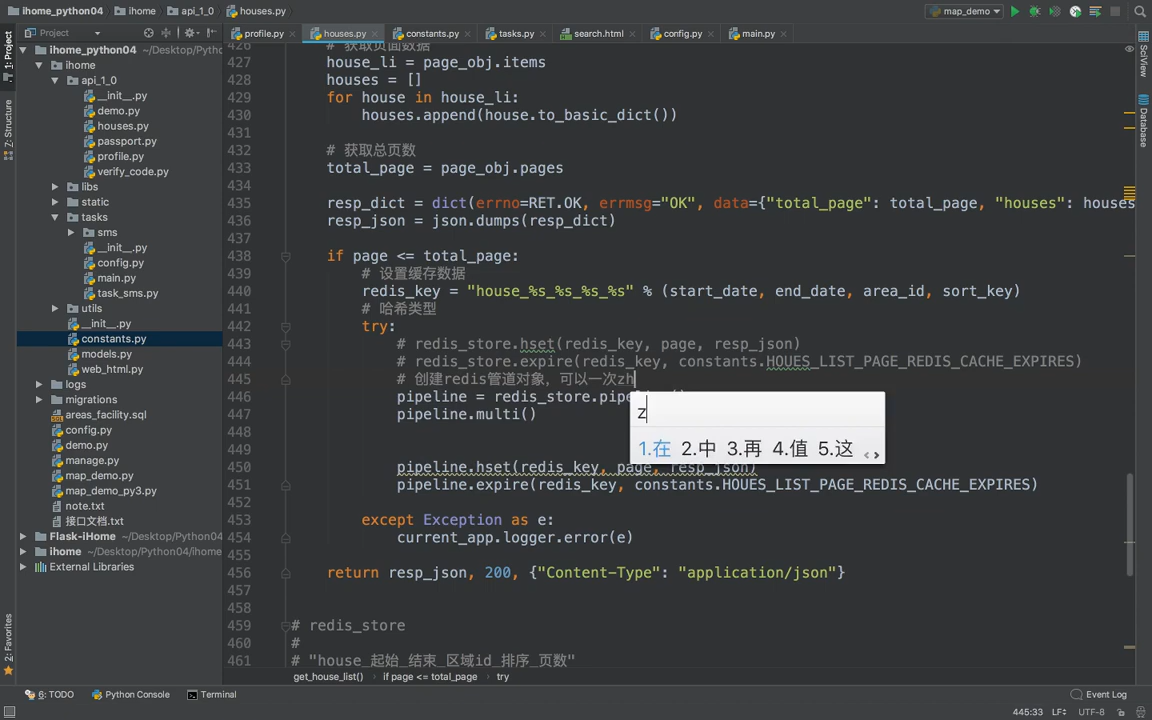 ihome_python04 ihome api_1_0 houses.py map_demo
Project profile.py houses.py constants.py tasks.py search.html config.py main.py
1: Project
Z: Structure
2: Favorites
SciView
Database
ihome_python04 ~/Desktop/Pytho
ihome
api_1_0
__init__.py
demo.py
houses.py
passport.py
profile.py
verify_code.py
libs
static
tasks
sms
__init__.py
config.py
main.py
task_sms.py
utils
__init__.py
constants.py
models.py
web_html.py
logs
migrations
areas_facility.sql
config.py
demo.py
manage.py
map_demo.py
map_demo_py3.py
note.txt
接口文档.txt
Flask-iHome ~/Desktop/Python04/
ihome ~/Desktop/Python04/ihome
External Libraries
426 # 获取页面数据
427 house_li = page_obj.items
428 houses = []
429 for house in house_li:
430 houses.append(house.to_basic_dict())
431
432 # 获取总页数
433 total_page = page_obj.pages
434
435 resp_dict = dict(errno=RET.OK, errmsg="OK", data={"total_page": total_page, "houses": houses
436 resp_json = json.dumps(resp_dict)
437
438 if page <= total_page:
439 # 设置缓存数据
440 redis_key = "house_%s_%s_%s_%s" % (start_date, end_date, area_id, sort_key)
441 # 哈希类型
442 try:
443 # redis_store.hset(redis_key, page, resp_json)
444 # redis_store.expire(redis_key, constants.HOUES_LIST_PAGE_REDIS_CACHE_EXPIRES)
445 # 创建redis管道对象，可以一次zh
446 pipeline = redis_store.pipe
447 pipeline.multi()
z
1.在 2.中 3.再 4.值 5.这 < >
448
449
450 pipeline.hset(redis_key, page, resp_json)
451 pipeline.expire(redis_key, constants.HOUES_LIST_PAGE_REDIS_CACHE_EXPIRES)
452
453 except Exception as e:
454 current_app.logger.error(e)
455
456 return resp_json, 200, {"Content-Type": "application/json"}
457
458
459 # redis_store
460 #
461 # "house_起始_结束_区域id_排序_页数"
get_house_list() if page <= total_page try
6: TODO Python Console Terminal Event Log
445:33 LF UTF-8